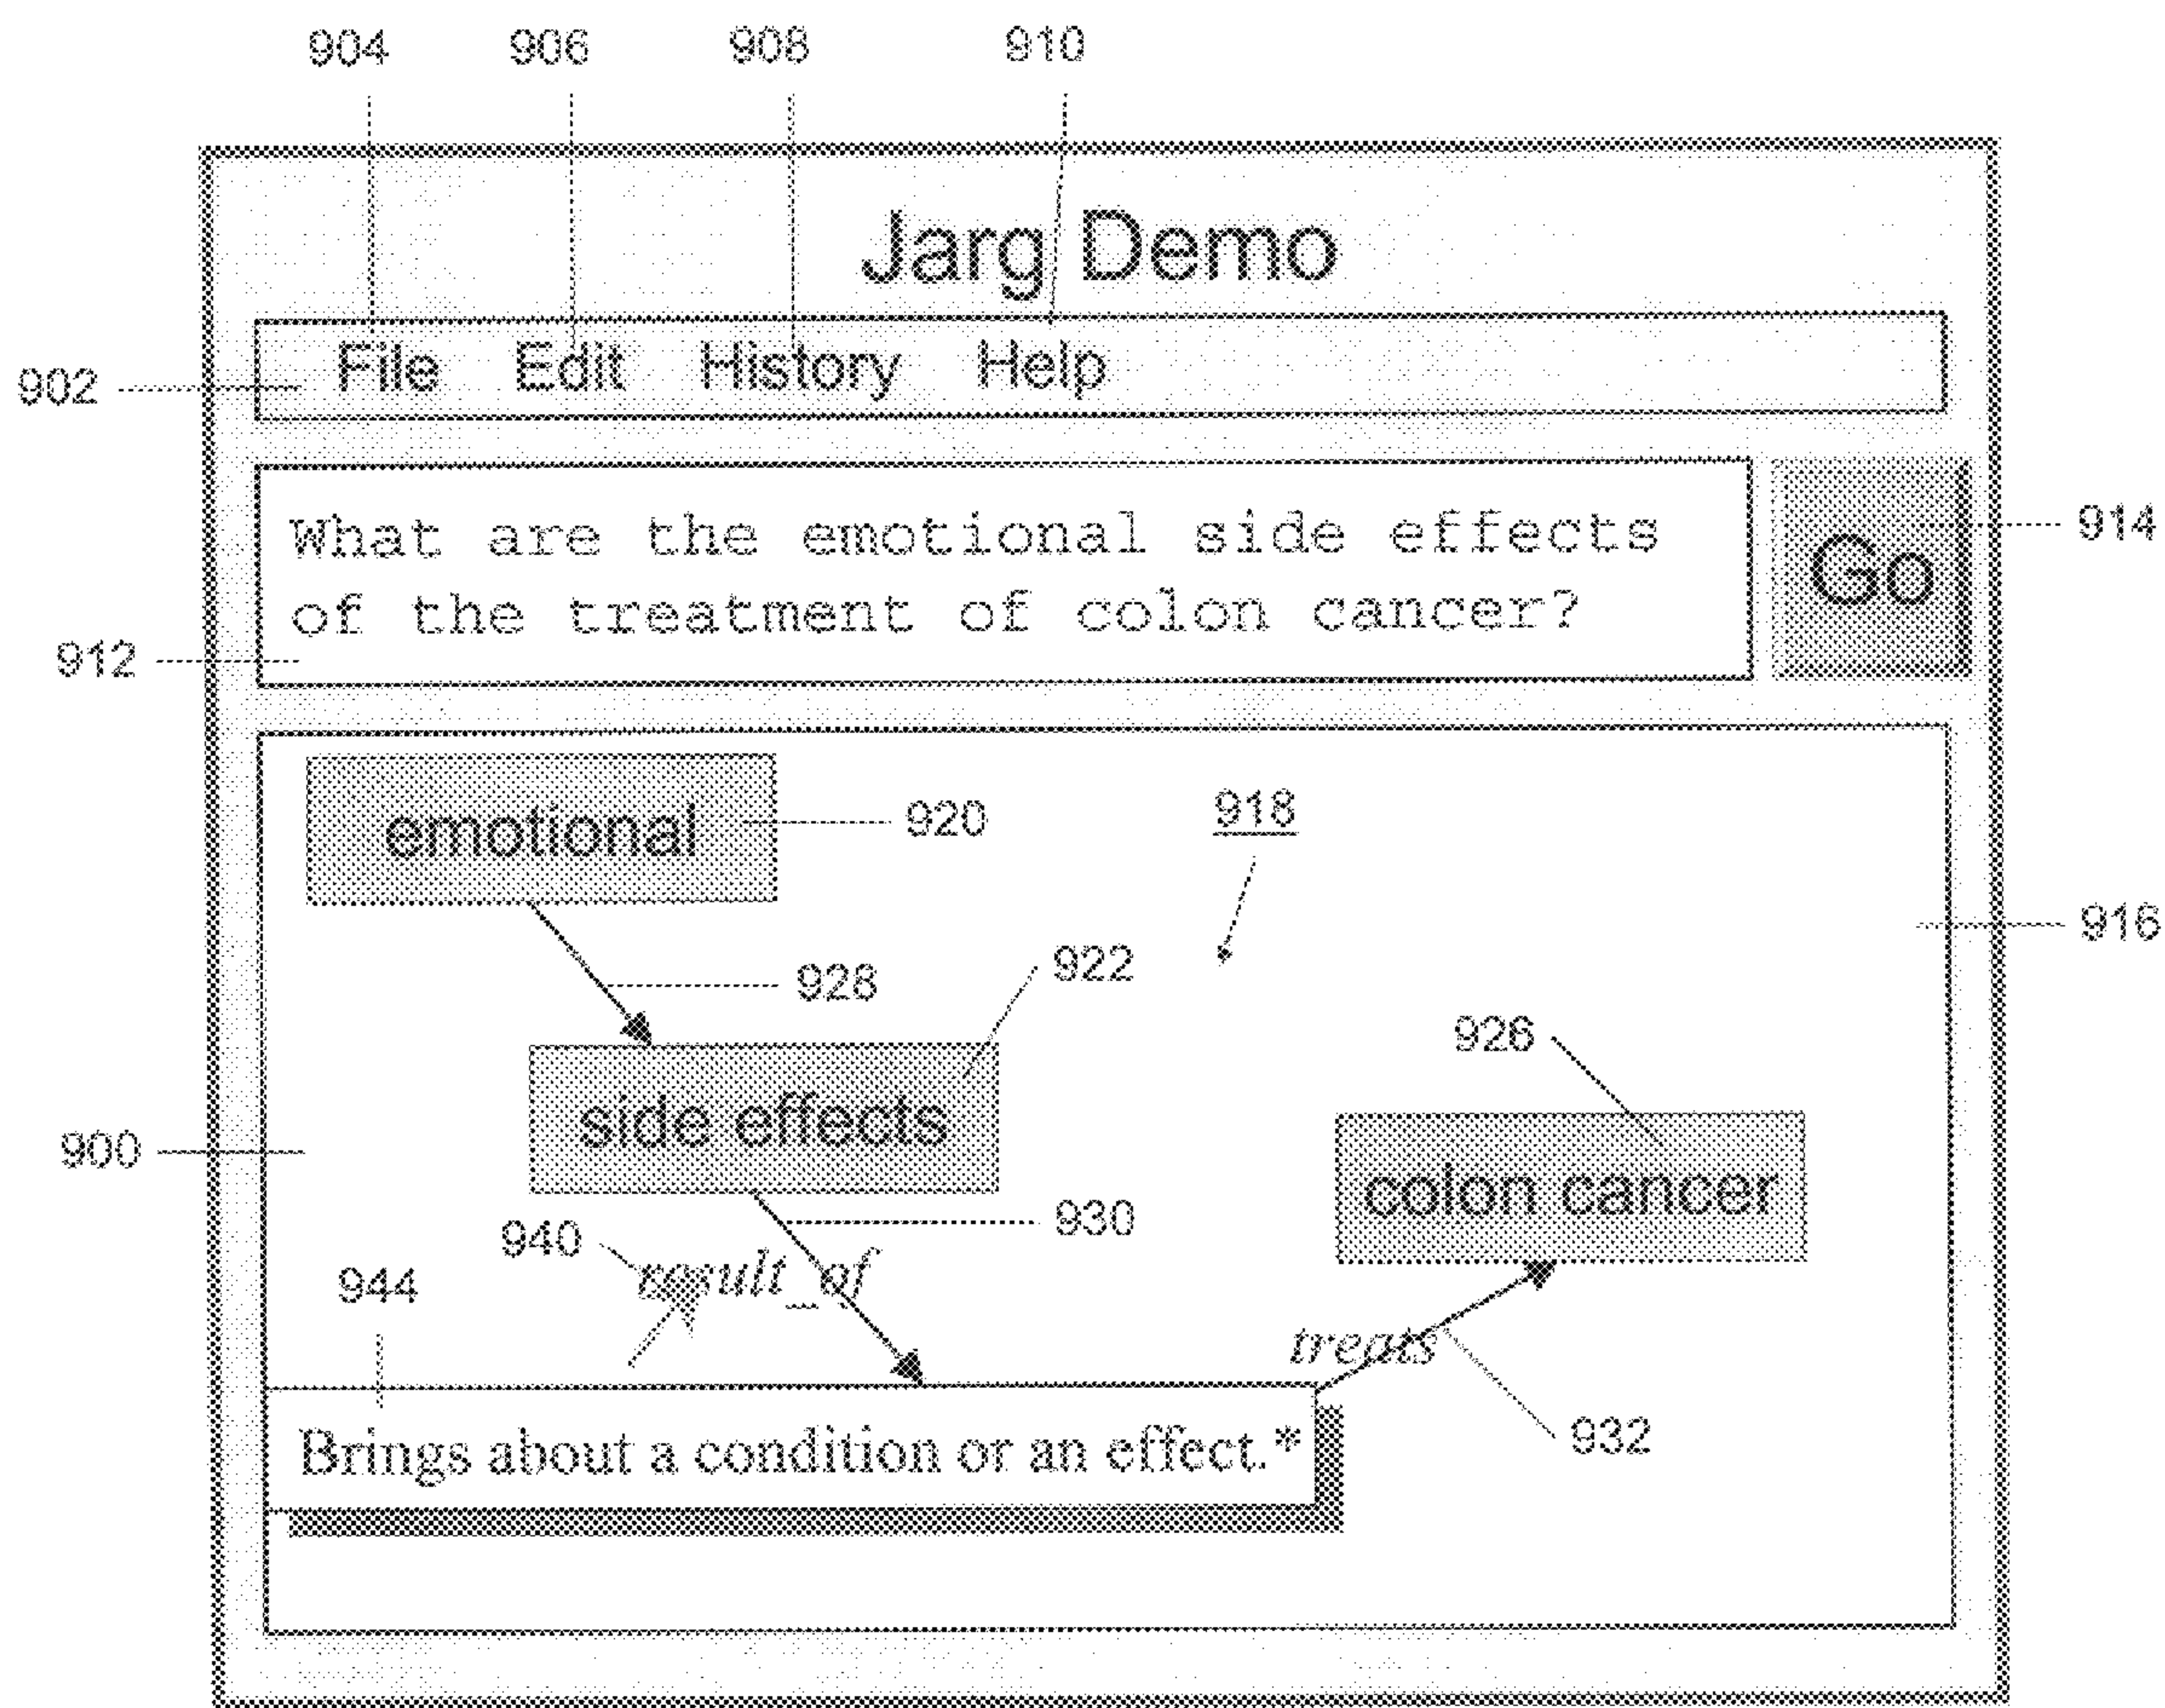 904 906 908 910
Jarg Demo
File Edit History Help
902
What are the emotional side effects
of the treatment of colon cancer?
Go
914
912
emotional
920
918
916
928
922
926
side effects
900
colon cancer
930
940
result_of
944
treats
932
Brings about a condition or an effect.*